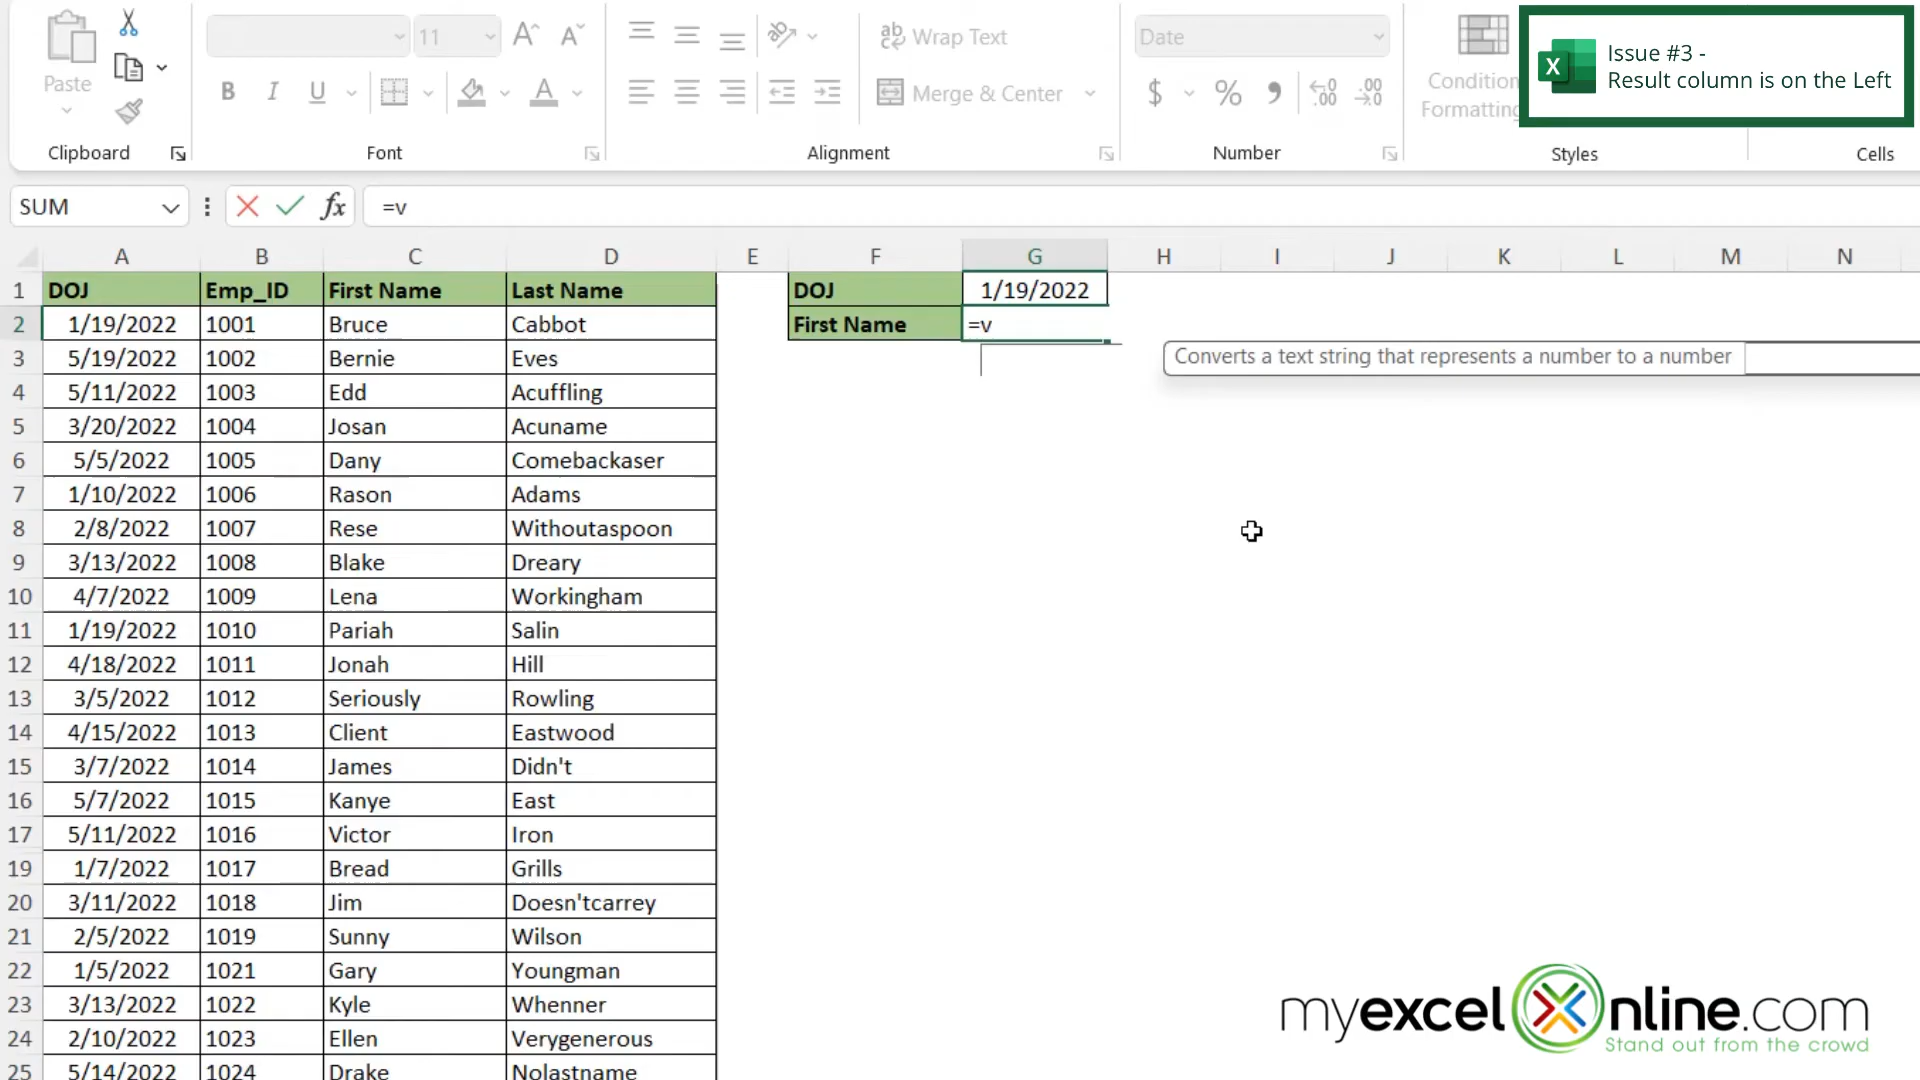 Issue #3 -
Result column is on the Left
11
Wrap Text
Date
Paste
B I U
Merge & Center
$ % 9
Condition
Formatting
Clipboard Font Alignment Number Styles Cells
SUM fx =v
A B C D E F G H I J K L M N
1 DOJ Emp_ID First Name Last Name DOJ 1/19/2022
2 1/19/2022 1001 Bruce Cabbot First Name =v
3 5/19/2022 1002 Bernie Eves Converts a text string that represents a number to a number
4 5/11/2022 1003 Edd Acuffling
5 3/20/2022 1004 Josan Acuname
6 5/5/2022 1005 Dany Comebackaser
7 1/10/2022 1006 Rason Adams
8 2/8/2022 1007 Rese Withoutaspoon
9 3/13/2022 1008 Blake Dreary
10 4/7/2022 1009 Lena Workingham
11 1/19/2022 1010 Pariah Salin
12 4/18/2022 1011 Jonah Hill
13 3/5/2022 1012 Seriously Rowling
14 4/15/2022 1013 Client Eastwood
15 3/7/2022 1014 James Didn't
16 5/7/2022 1015 Kanye East
17 5/11/2022 1016 Victor Iron
19 1/7/2022 1017 Bread Grills
20 3/11/2022 1018 Jim Doesn'tcarrey
21 2/5/2022 1019 Sunny Wilson
22 1/5/2022 1021 Gary Youngman
23 3/13/2022 1022 Kyle Whenner
24 2/10/2022 1023 Ellen Verygenerous
25 5/14/2022 1024 Drake Nolastname
myexcelonline.com
Stand out from the crowd